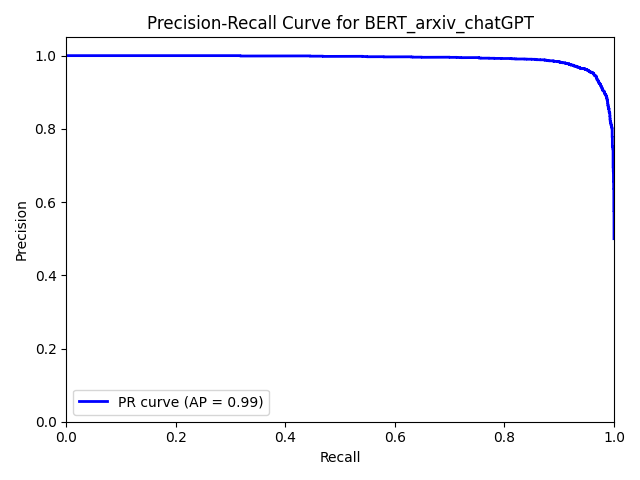 Precision-Recall Curve for BERT_arxiv_chatGPT
1.0
0.8
0.6
0.4
0.2
0.0
Precision
PR curve (AP = 0.99)
0.0 0.2 0.4 0.6 0.8 1.0
Recall